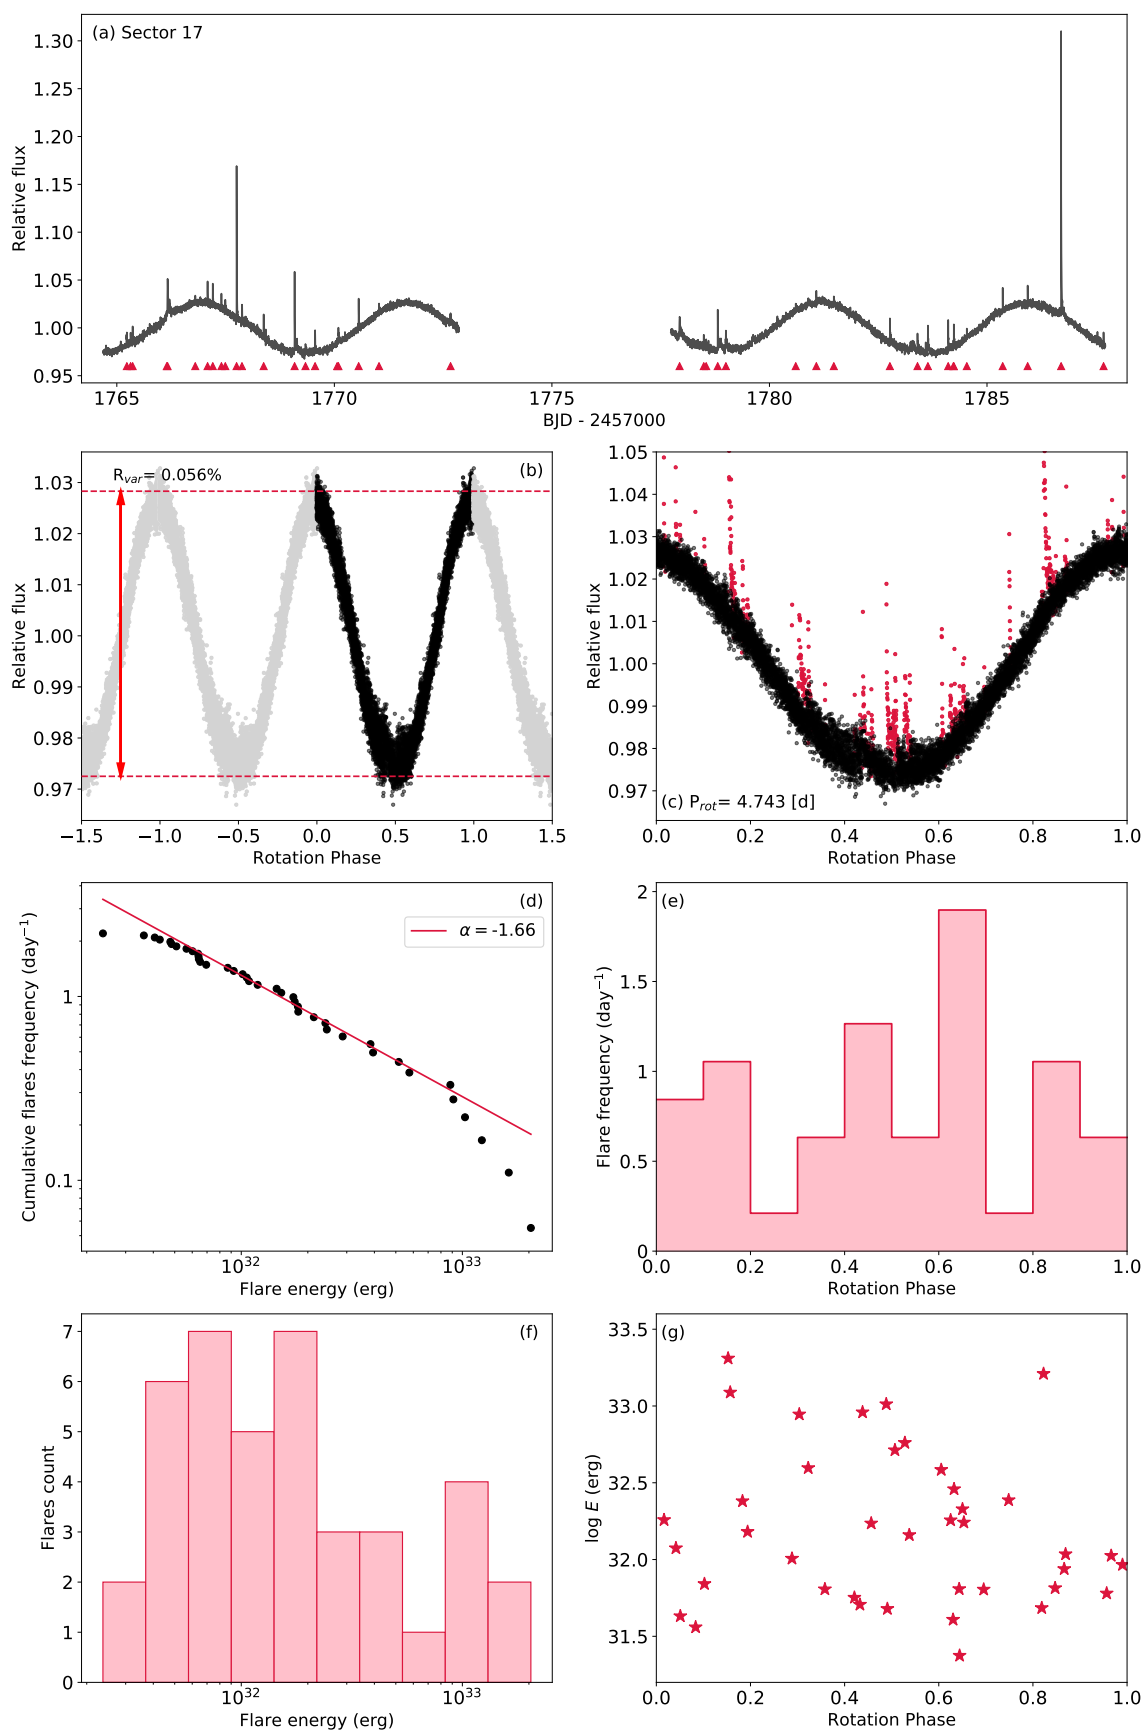 (a) Sector 17
1.30
1.25
1.20
1.15
1.10
1.05
1.00
0.95
Relative flux
1765 1770 1775 1780 1785
BJD - 2457000
R_var= 0.056%
(b)
1.03
1.02
1.01
1.00
0.99
0.98
0.97
Relative flux
−1.5 −1.0 −0.5 0.0 0.5 1.0 1.5
Rotation Phase
1.05
1.04
1.03
1.02
1.01
1.00
0.99
0.98
0.97
Relative flux
(c) P_rot= 4.743 [d]
0.0 0.2 0.4 0.6 0.8 1.0
Rotation Phase
(d)
α = -1.66
1
0.1
Cumulative flares frequency (day⁻¹)
10³² 10³³
Flare energy (erg)
(e)
2
1.5
1
0.5
0
Flare frequency (day⁻¹)
0.0 0.2 0.4 0.6 0.8 1.0
Rotation Phase
(f)
7
6
5
4
3
2
1
0
Flares count
10³² 10³³
Flare energy (erg)
(g)
33.5
33.0
32.5
32.0
31.5
log E (erg)
0.0 0.2 0.4 0.6 0.8 1.0
Rotation Phase